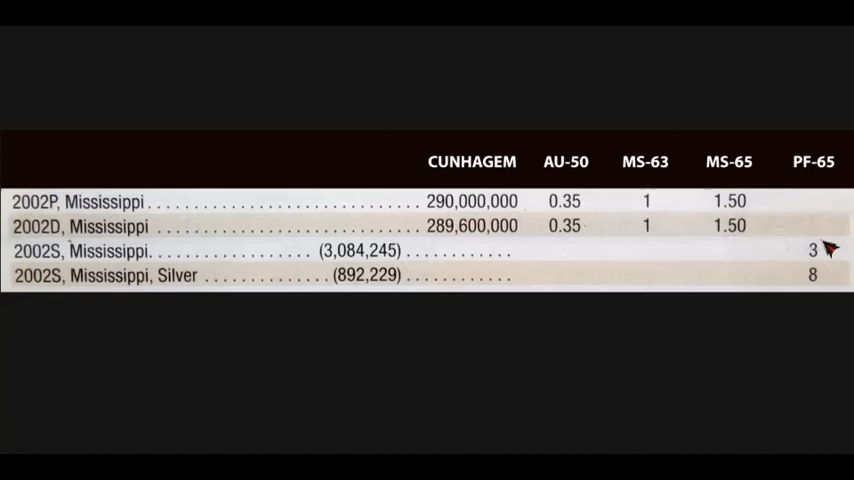 CUNHAGEM AU-50 MS-63 MS-65 PF-65
2002P, Mississippi . . . . . . . . . . . . . . . . . . . . . . . . . . . . . . . . . 290,000,000 0.35 1 1.50
2002D, Mississippi . . . . . . . . . . . . . . . . . . . . . . . . . . . . . . . . 289,600,000 0.35 1 1.50
2002S, Mississippi. . . . . . . . . . . . . . . . . . . . (3,084,245) . . . . . . . . . . . . 3
2002S, Mississippi, Silver . . . . . . . . . . . . . . . (892,229) . . . . . . . . . . . . 8